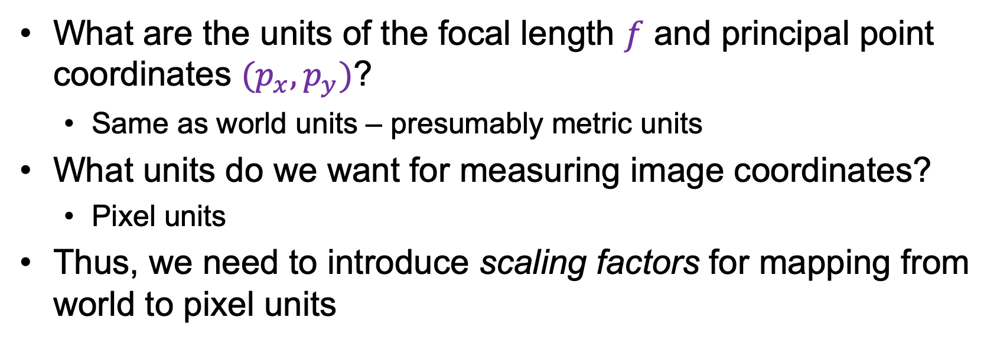 • What are the units of the focal length f and principal point
coordinates (pₓ, pᵧ)?
• Same as world units – presumably metric units
• What units do we want for measuring image coordinates?
• Pixel units
• Thus, we need to introduce scaling factors for mapping from
world to pixel units